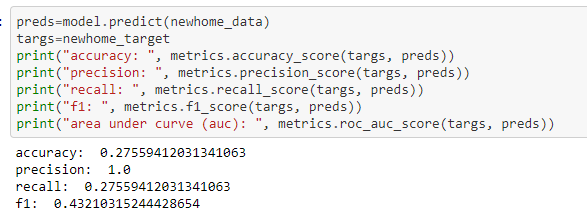 preds=model.predict(newhome_data)
targs=newhome_target
print("accuracy: ", metrics.accuracy_score(targs, preds))
print("precision: ", metrics.precision_score(targs, preds))
print("recall: ", metrics.recall_score(targs, preds))
print("f1: ", metrics.f1_score(targs, preds))
print("area under curve (auc): ", metrics.roc_auc_score(targs, preds))
accuracy:  0.27559412031341063
precision:  1.0
recall:  0.27559412031341063
f1:  0.43210315244428654